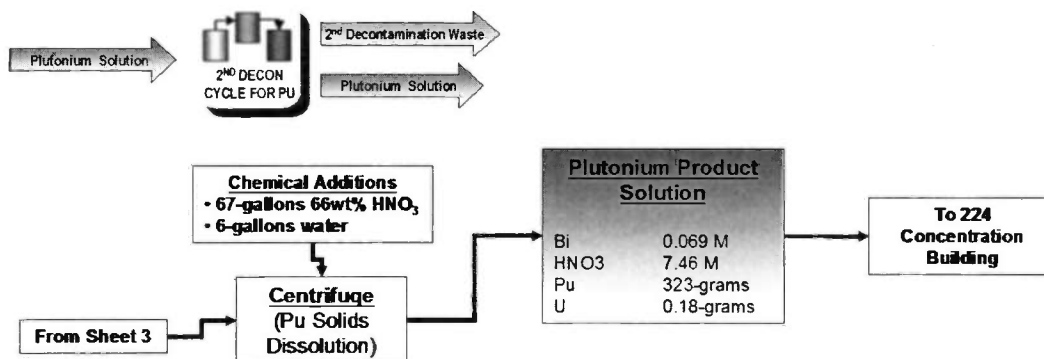 Plutonium Solution
2ND DECON
CYCLE FOR PU
2nd Decontamination Waste
Plutonium Solution
Chemical Additions
• 67-gallons 66wt% HNO3
• 6-gallons water
From Sheet 3
Centrifuge
(Pu Solids
Dissolution)
Plutonium Product
Solution
Bi 0.069 M
HNO3 7.46 M
Pu 323-grams
U 0.18-grams
To 224
Concentration
Building